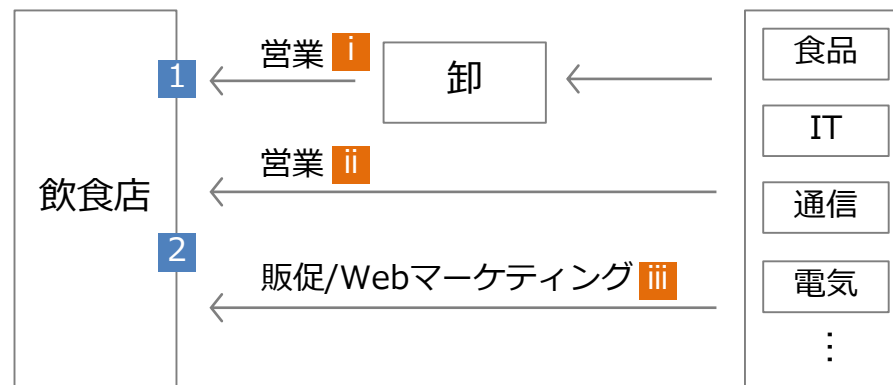 営業 i
1
卸
食品
IT
営業 ii
飲食店
通信
2
販促/Webマーケティング iii
電気
⋮